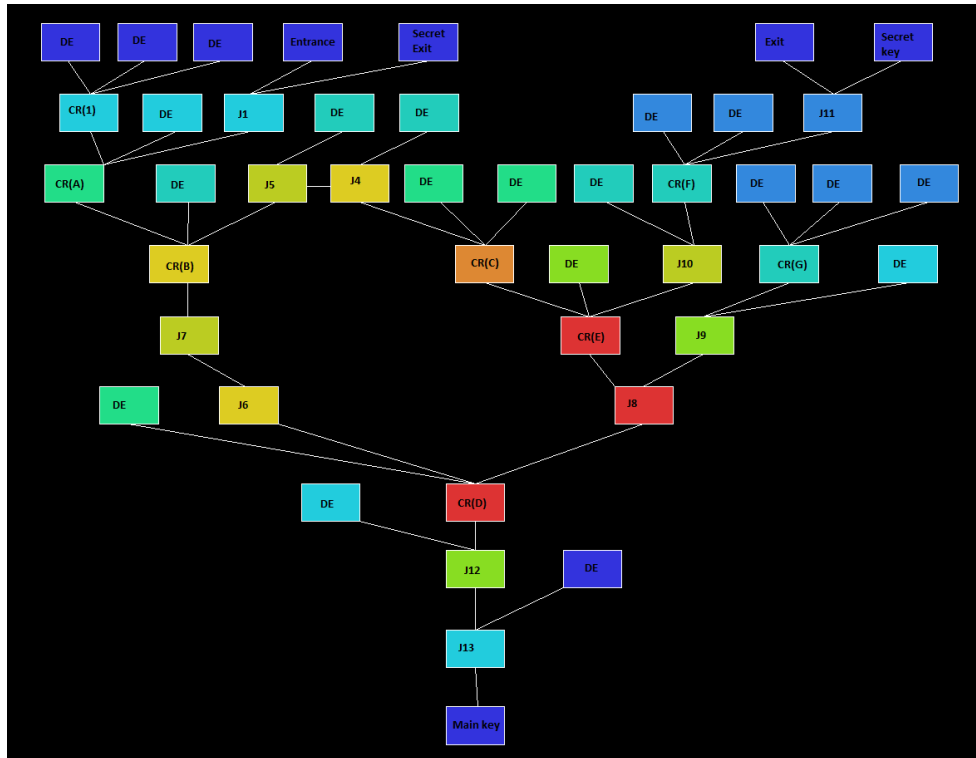 DE
DE
DE
Entrance
Secret
Exit
Exit
Secret
key
CR(1)
DE
J1
DE
DE
DE
DE
J11
CR(A)
DE
J5
J4
DE
DE
DE
CR(F)
DE
DE
DE
CR(B)
CR(C)
DE
J10
CR(G)
DE
J7
CR(E)
J9
DE
J6
J8
DE
CR(D)
J12
DE
J13
Main key